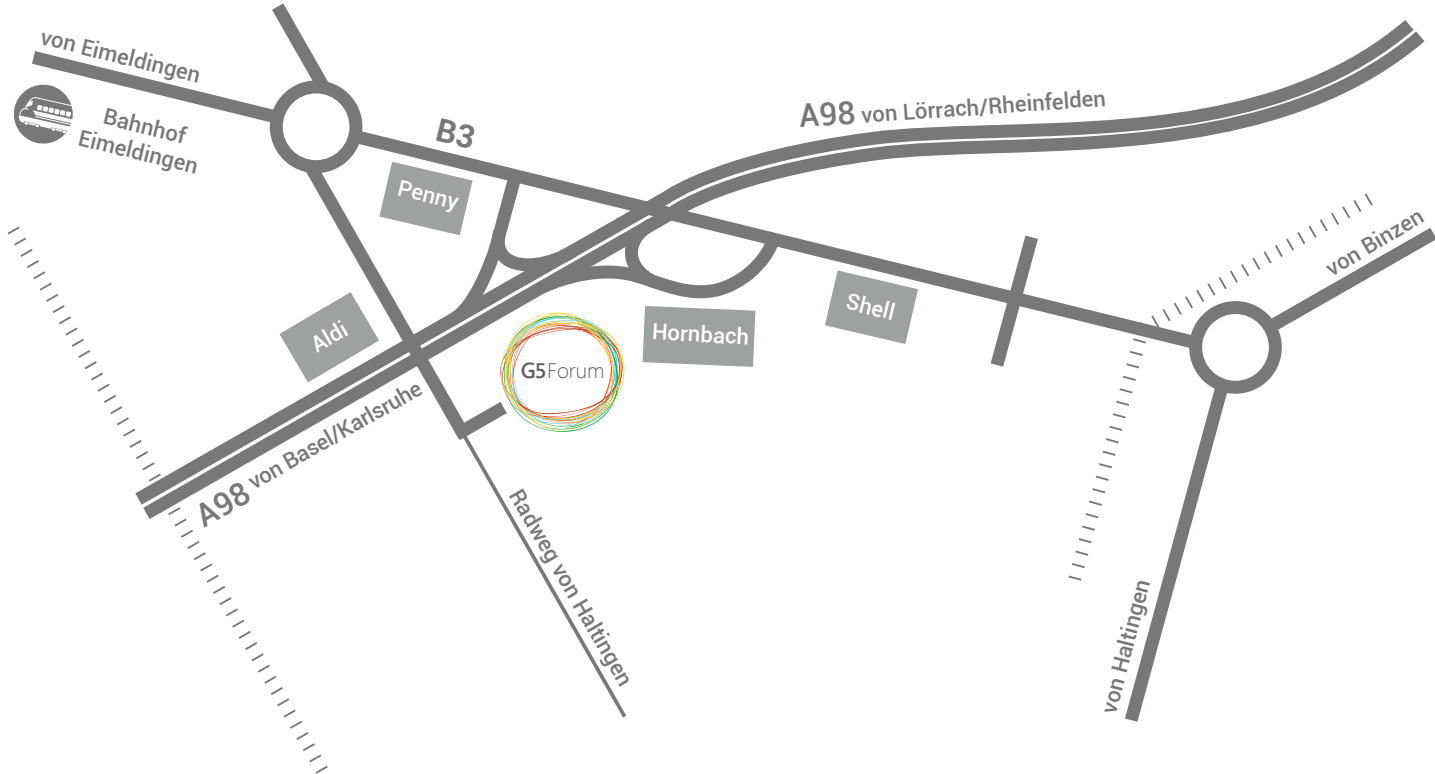 von Eimeldingen
Bahnhof
Eimeldingen
B3
A98 von Lörrach/Rheinfelden
Penny
von Binzen
Shell
Aldi
Hornbach
G5Forum
A98 von Basel/Karlsruhe
Radweg von Haltingen
von Haltingen